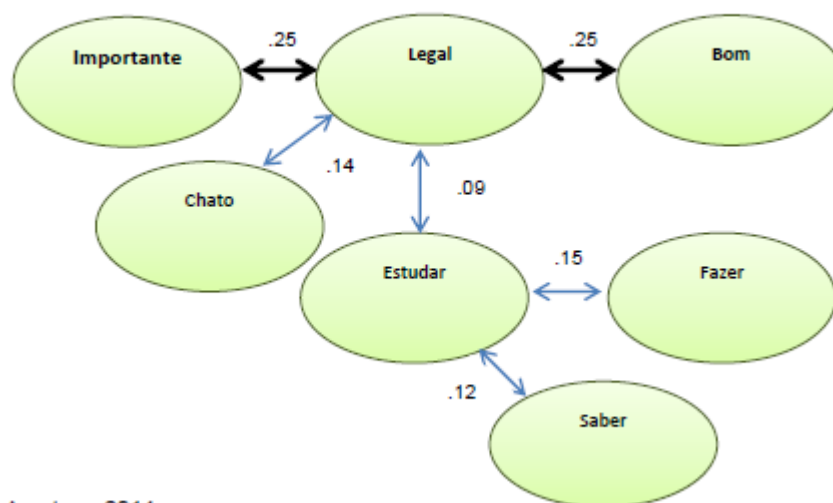 .25
.25
Importante
Legal
Bom
.14
Chato
.09
Estudar
.15
Fazer
.12
Saber